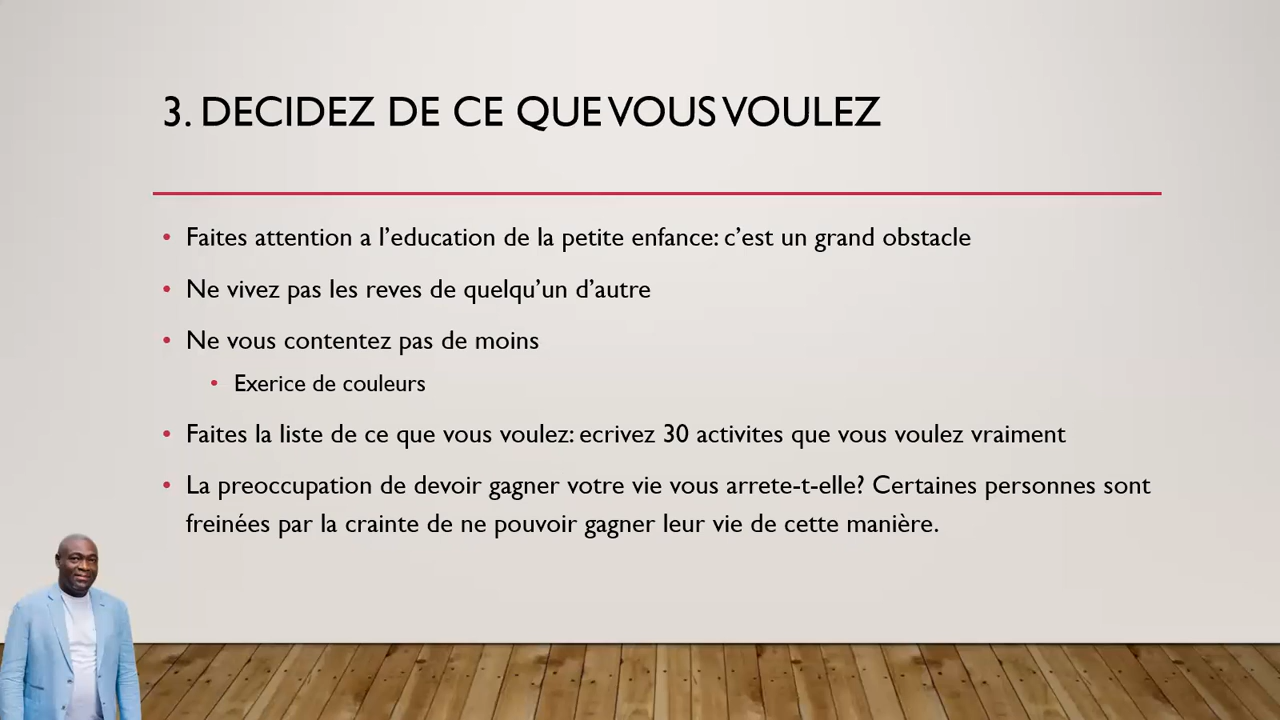 3. DECIDEZ DE CE QUE VOUS VOULEZ
• Faites attention a l’education de la petite enfance: c’est un grand obstacle
• Ne vivez pas les reves de quelqu’un d’autre
• Ne vous contentez pas de moins
• Exerice de couleurs
• Faites la liste de ce que vous voulez: ecrivez 30 activites que vous voulez vraiment
• La preoccupation de devoir gagner votre vie vous arrete-t-elle? Certaines personnes sont
freinées par la crainte de ne pouvoir gagner leur vie de cette manière.